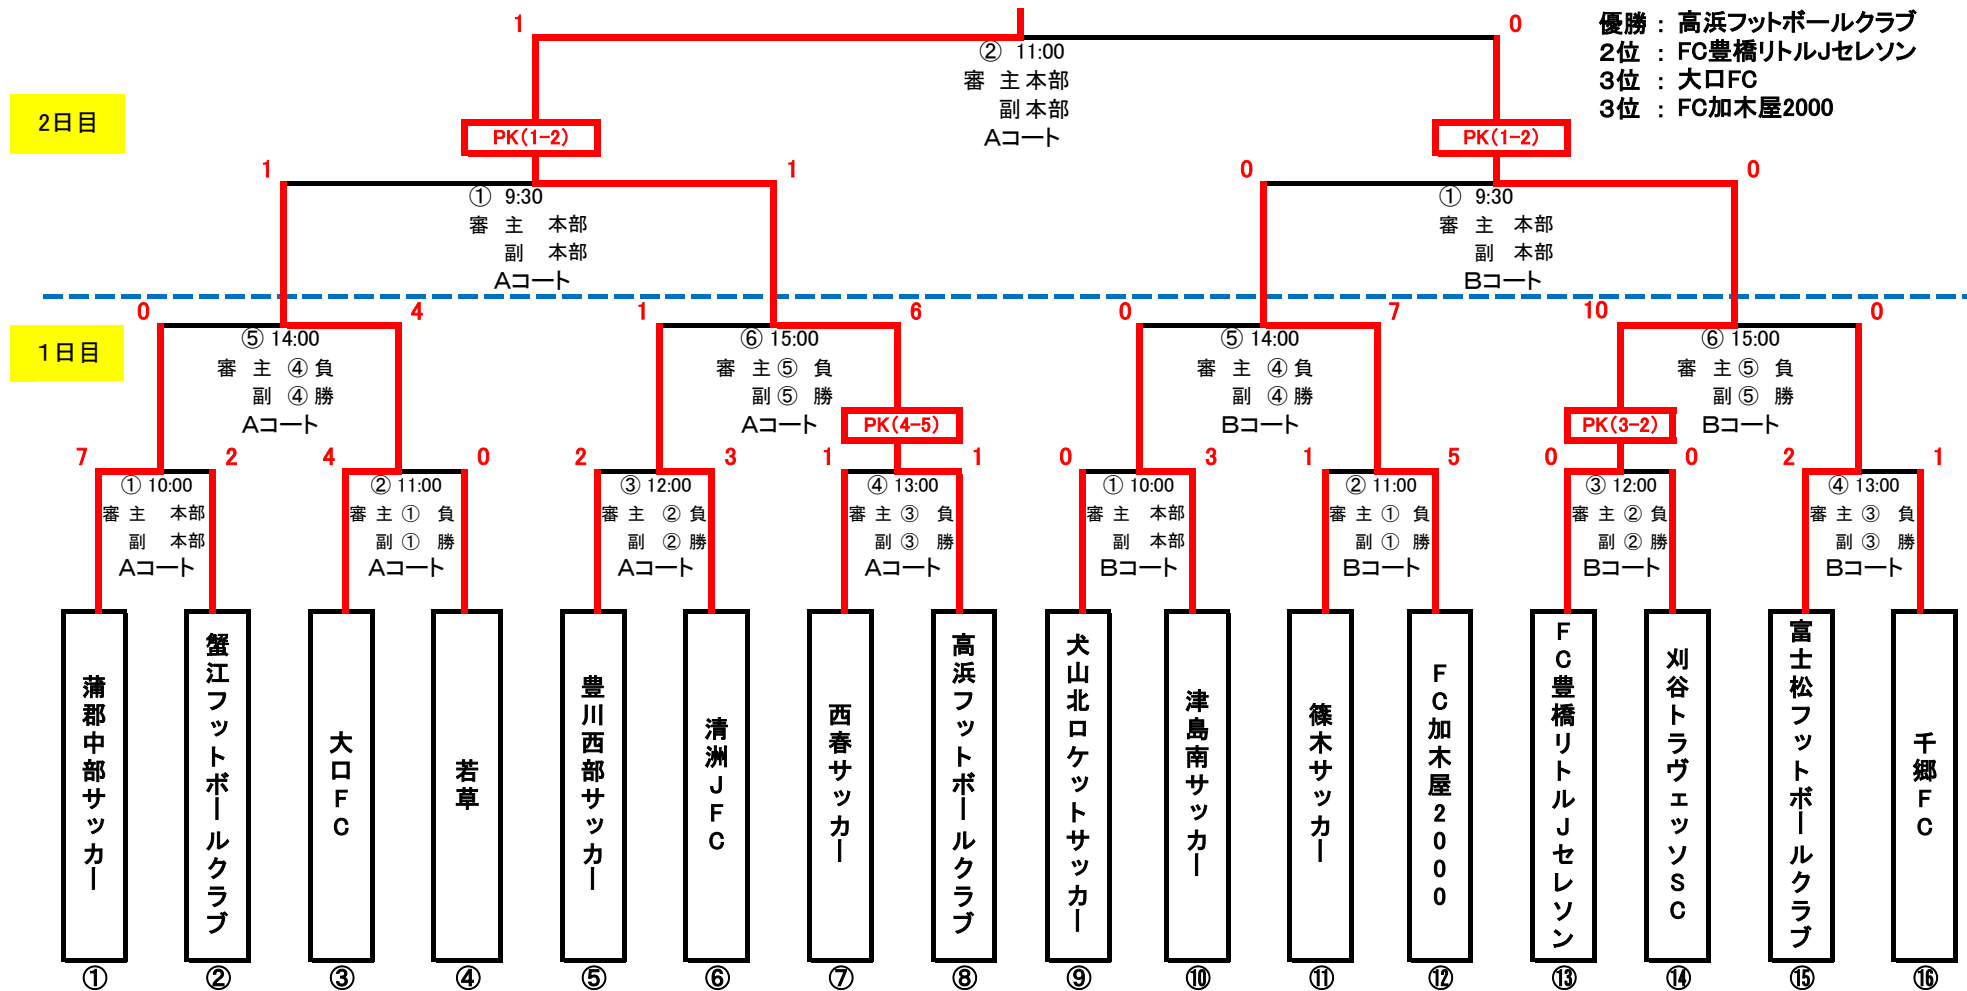 優勝 : 高浜フットボールクラブ
2位 : FC豊橋リトルJセレソン
3位 : 大口FC
3位 : FC加木屋2000
1 0
② 11:00
審 主 本部
副 本部
Aコート
2日目
PK(1-2) PK(1-2)
1 1 0 0
① 9:30 ① 9:30
審 主 本部 審 主 本部
副 本部 副 本部
Aコート Bコート
0 4 1 6 0 7 10 0
1日目
⑤ 14:00 ⑥ 15:00 ⑤ 14:00 ⑥ 15:00
審 主 ④ 負 審 主 ⑤ 負 審 主 ④ 負 審 主 ⑤ 負
副 ④ 勝 副 ⑤ 勝 副 ④ 勝 副 ⑤ 勝
Aコート Aコート Bコート Bコート
PK(4-5) PK(3-2)
7 2 4 0 2 3 1 1 0 3 1 5 0 0 2 1
① 10:00 ② 11:00 ③ 12:00 ④ 13:00 ① 10:00 ② 11:00 ③ 12:00 ④ 13:00
審 主 本部 審 主 ① 負 審 主 ② 負 審 主 ③ 負 審 主 本部 審 主 ① 負 審 主 ② 負 審 主 ③ 負
副 本部 副 ① 勝 副 ② 勝 副 ③ 勝 副 本部 副 ① 勝 副 ② 勝 副 ③ 勝
Aコート Aコート Aコート Aコート Bコート Bコート Bコート Bコート
蒲郡中部サッカー
蟹江フットボールクラブ
大口FC
若草
豊川西部サッカー
清洲JFC
西春サッカー
高浜フットボールクラブ
犬山北ロケットサッカー
津島南サッカー
篠木サッカー
FC加木屋2000
FC豊橋リトルJセレソン
刈谷トラヴェッソSC
富士松フットボールクラブ
千郷FC
① ② ③ ④ ⑤ ⑥ ⑦ ⑧ ⑨ ⑩ ⑪ ⑫ ⑬ ⑭ ⑮ ⑯